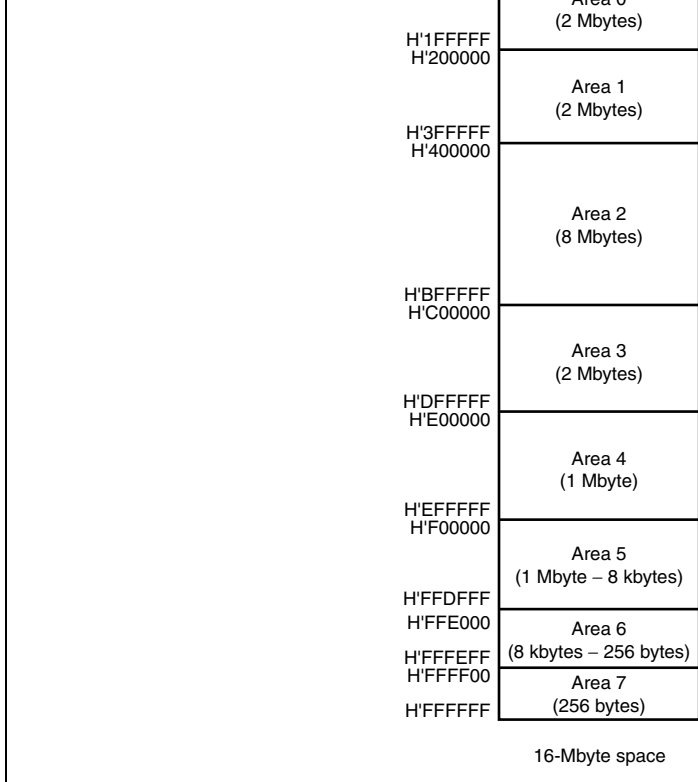 Area 0
(2 Mbytes)
H'1FFFFF
H'200000
Area 1
(2 Mbytes)
H'3FFFFF
H'400000
Area 2
(8 Mbytes)
H'BFFFFF
H'C00000
Area 3
(2 Mbytes)
H'DFFFFF
H'E00000
Area 4
(1 Mbyte)
H'EFFFFF
H'F00000
Area 5
(1 Mbyte – 8 kbytes)
H'FFDFFF
H'FFE000
Area 6
(8 kbytes – 256 bytes)
H'FFFEFF
H'FFFF00
Area 7
(256 bytes)
H'FFFFFF
16-Mbyte space